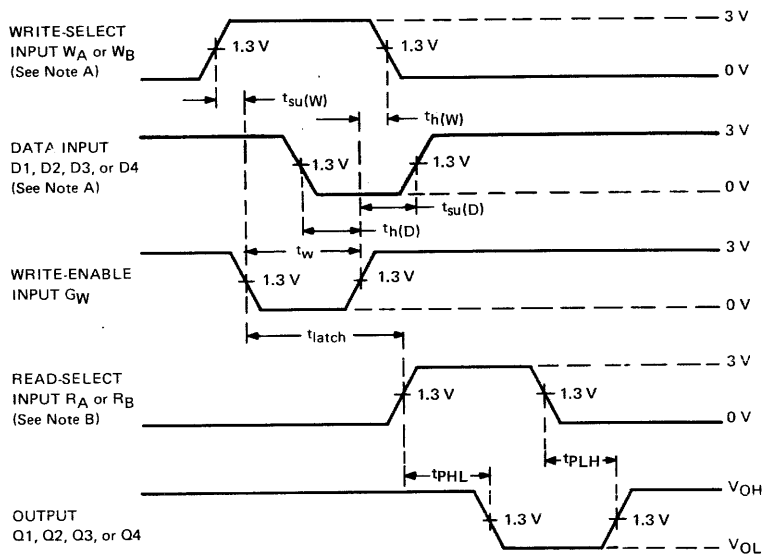 WRITE-SELECT
INPUT WA or WB
(See Note A)
1.3 V
1.3 V
3 V
0 V
tsu(W)
th(W)
DATA INPUT
D1, D2, D3, or D4
(See Note A)
1.3 V
1.3 V
3 V
0 V
tsu(D)
th(D)
tw
WRITE-ENABLE
INPUT GW
1.3 V
1.3 V
3 V
0 V
tlatch
READ-SELECT
INPUT RA or RB
(See Note B)
1.3 V
1.3 V
3 V
0 V
tPHL
tPLH
OUTPUT
Q1, Q2, Q3, or Q4
1.3 V
1.3 V
VOH
VOL